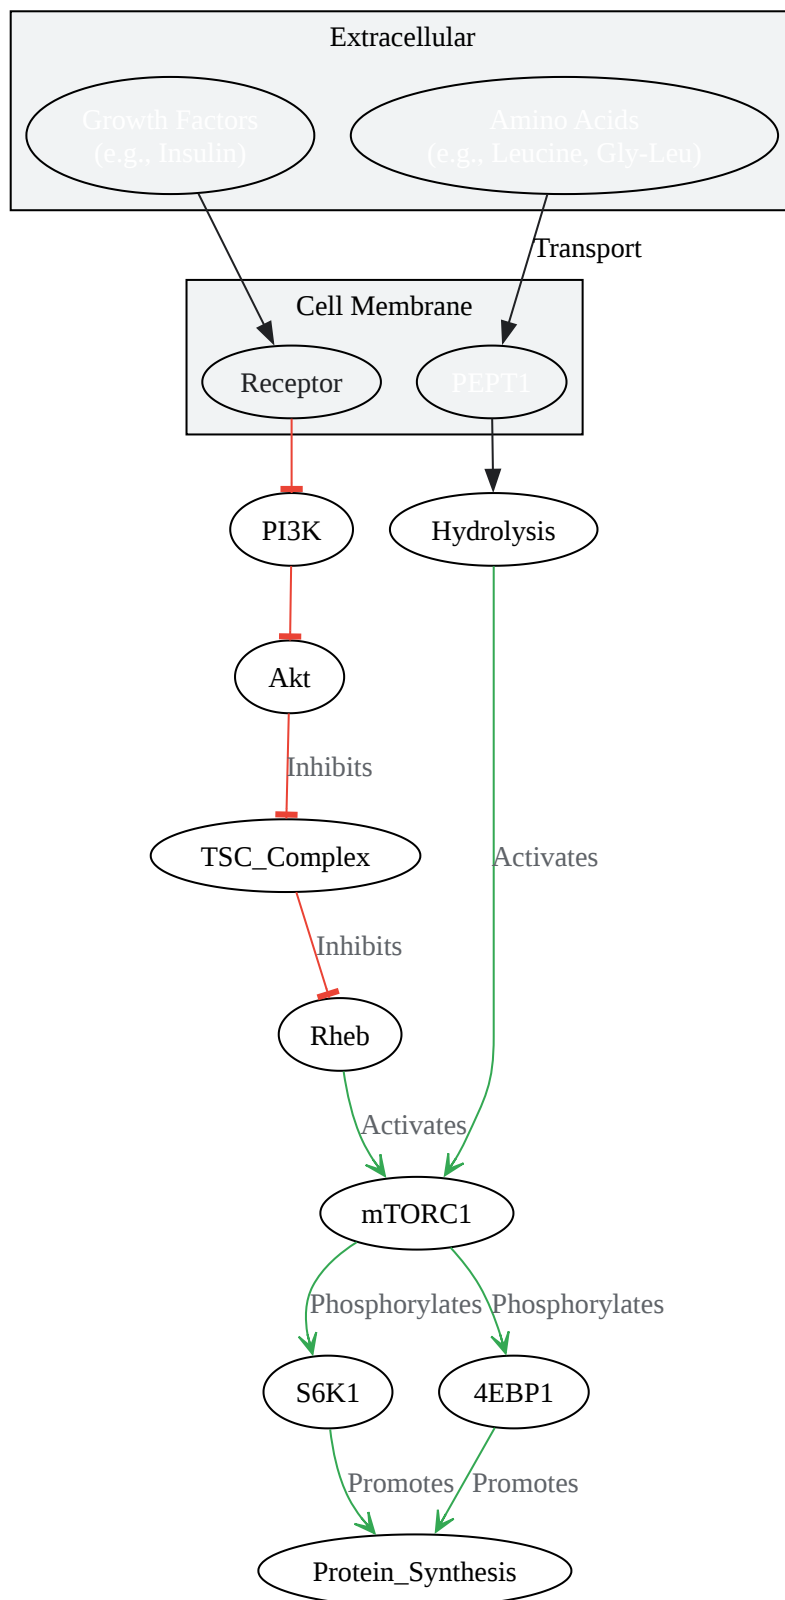 Extracellular
Growth Factors
(e.g., Insulin)
Amino Acids
(e.g., Leucine, Gly-Leu)
Transport
Cell Membrane
Receptor
PEPT1
PI3K
Hydrolysis
Akt
Inhibits
TSC_Complex
Activates
Inhibits
Rheb
Activates
mTORC1
Phosphorylates
Phosphorylates
S6K1
4EBP1
Promotes
Promotes
Protein_Synthesis